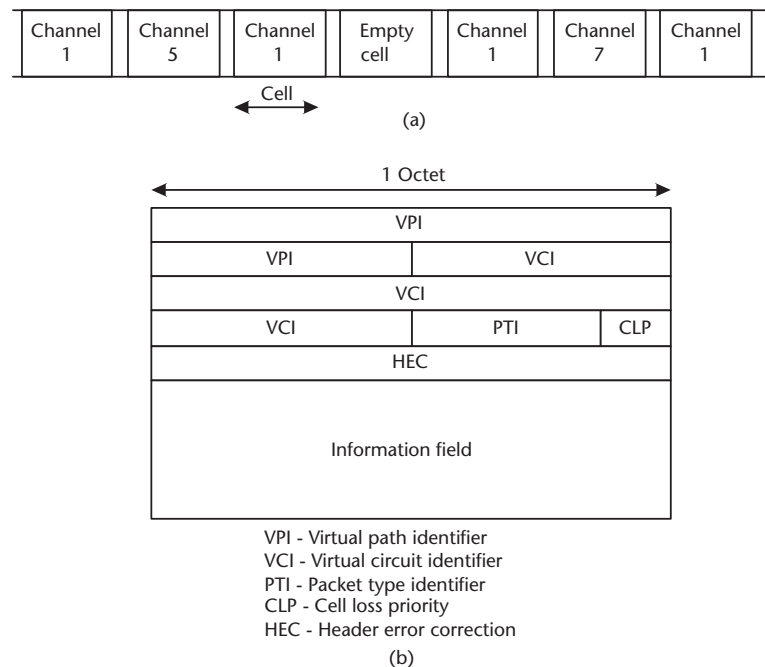 Channel 1
Channel 5
Channel 1
Empty cell
Channel 1
Channel 7
Channel 1
Cell
(a)
1 Octet
VPI
VPI VCI
VCI
VCI PTI CLP
HEC
Information field
VPI - Virtual path identifier
VCI - Virtual circuit identifier
PTI - Packet type identifier
CLP - Cell loss priority
HEC - Header error correction
(b)